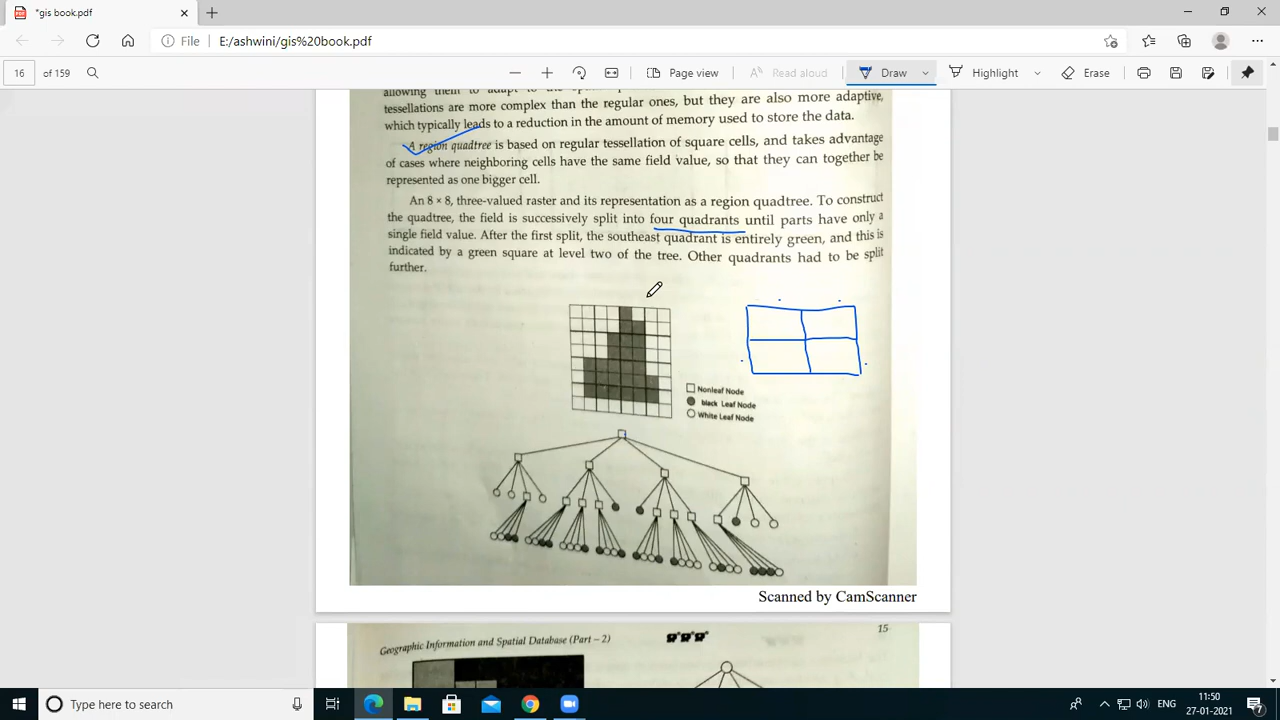 *gis book.pdf
File E:/ashwini/gis%20book.pdf
16 of 159 Page view Read aloud Draw Highlight Erase
allowing them to adapt to the
tessellations are more complex than the regular ones, but they are also more adaptive,
which typically leads to a reduction in the amount of memory used to store the data.
A region quadtree is based on regular tessellation of square cells, and takes advantage
of cases where neighboring cells have the same field value, so that they can together be
represented as one bigger cell.
An 8 × 8, three-valued raster and its representation as a region quadtree. To construct
the quadtree, the field is successively split into four quadrants until parts have only a
single field value. After the first split, the southeast quadrant is entirely green, and this is
indicated by a green square at level two of the tree. Other quadrants had to be split
further.
Nonleaf Node
black Leaf Node
White Leaf Node
Scanned by CamScanner
Geographic Information and Spatial Database (Part – 2)
15
Type here to search
ENG
11:50
27-01-2021